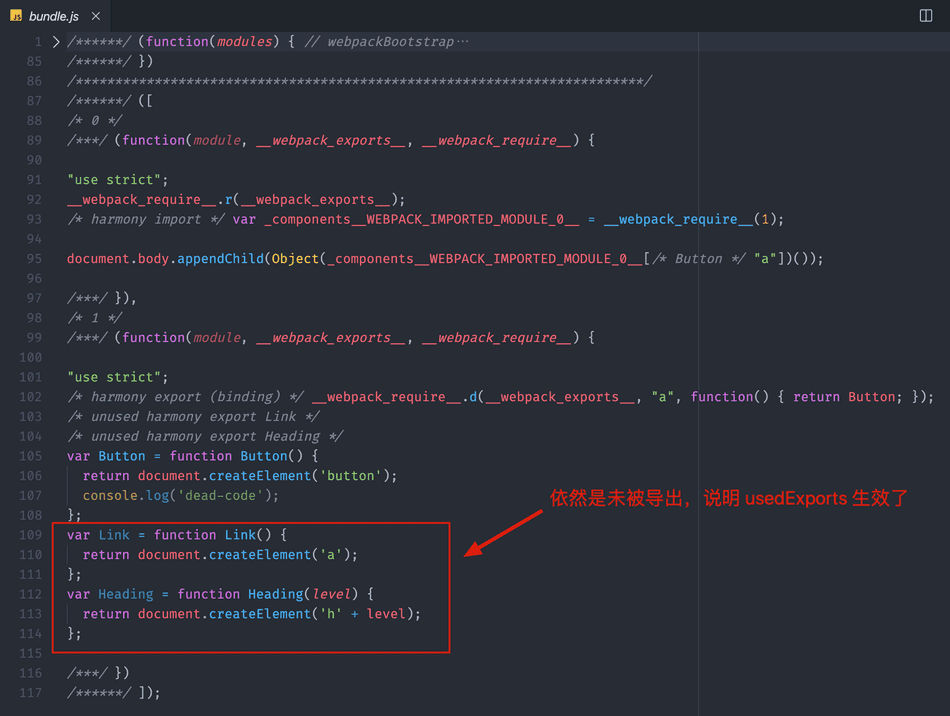 JS bundle.js ×
1 /******/ (function(modules) { // webpackBootstrap…
85 /******/ })
86 /************************************************************************/
87 /******/ ([
88 /* 0 */
89 /***/ (function(module, __webpack_exports__, __webpack_require__) {
90
91 "use strict";
92 __webpack_require__.r(__webpack_exports__);
93 /* harmony import */ var _components__WEBPACK_IMPORTED_MODULE_0__ = __webpack_require__(1);
94
95 document.body.appendChild(Object(_components__WEBPACK_IMPORTED_MODULE_0__[/* Button */ "a"])());
96
97 /***/ }),
98 /* 1 */
99 /***/ (function(module, __webpack_exports__, __webpack_require__) {
100
101 "use strict";
102 /* harmony export (binding) */ __webpack_require__.d(__webpack_exports__, "a", function() { return Button; });
103 /* unused harmony export Link */
104 /* unused harmony export Heading */
105 var Button = function Button() {
106   return document.createElement('button');
107   console.log('dead-code');
108 };
依然是未被导出，说明 usedExports 生效了
109 var Link = function Link() {
110   return document.createElement('a');
111 };
112 var Heading = function Heading(level) {
113   return document.createElement('h' + level);
114 };
115
116 /***/ })
117 /******/ ]);